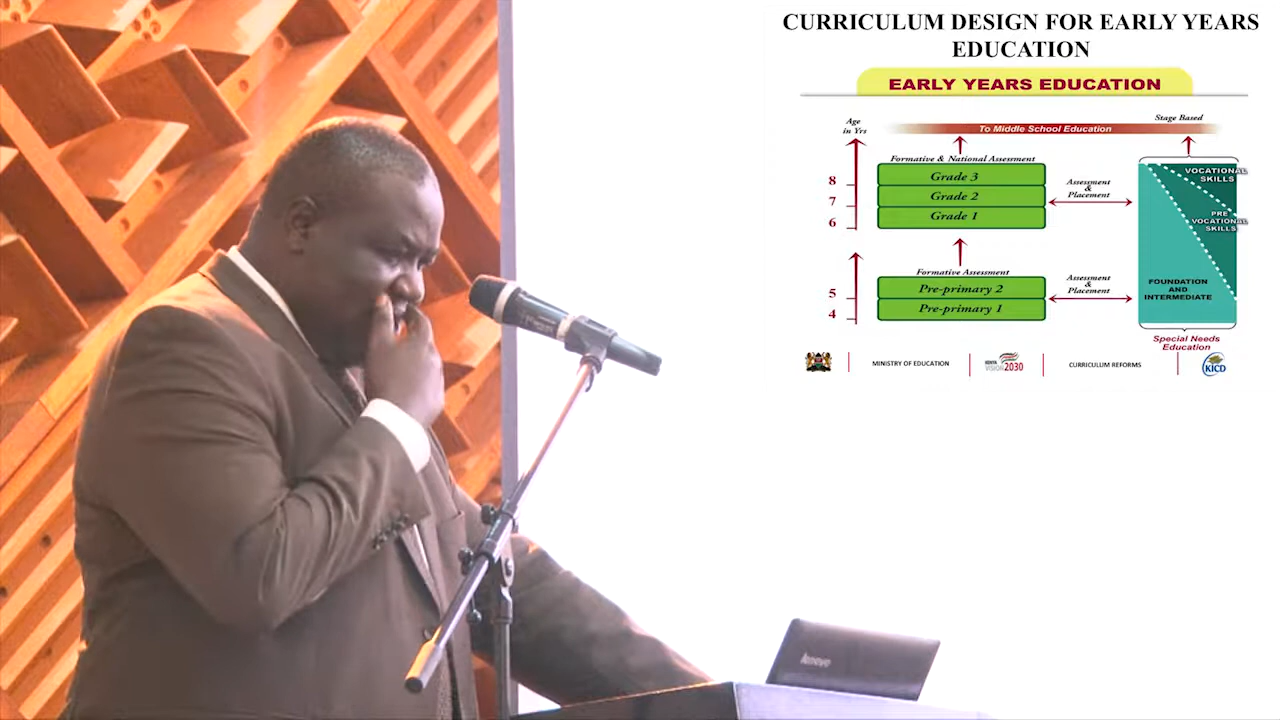 CURRICULUM DESIGN FOR EARLY YEARS
EDUCATION
EARLY YEARS EDUCATION
Age
in Yrs
To Middle School Education
Stage Based
Formative & National Assessment
8
7
6
Grade 3
Grade 2
Grade 1
Assessment
&
Placement
VOCATIONAL
SKILLS
PRE
VOCATIONAL
SKILLS
Formative Assessment
5
4
Pre-primary 2
Pre-primary 1
Assessment
&
Placement
FOUNDATION
AND
INTERMEDIATE
Special Needs
Education
MINISTRY OF EDUCATION
KENYA
VISION 2030
CURRICULUM REFORMS
KICD
lenovo